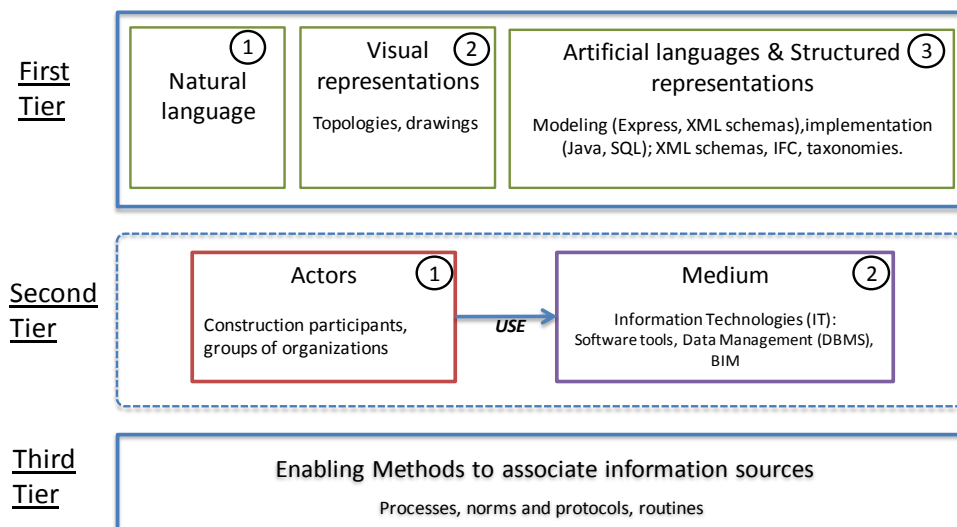 First
Tier
1
Natural
language
Visual
representations
2
Topologies, drawings
Artificial languages & Structured
representations
3
Modeling (Express, XML schemas),implementation
(Java, SQL); XML schemas, IFC, taxonomies.
Second
Tier
Actors
1
Construction participants,
groups of organizations
USE
Medium
2
Information Technologies (IT):
Software tools, Data Management (DBMS),
BIM
Third
Tier
Enabling Methods to associate information sources
Processes, norms and protocols, routines